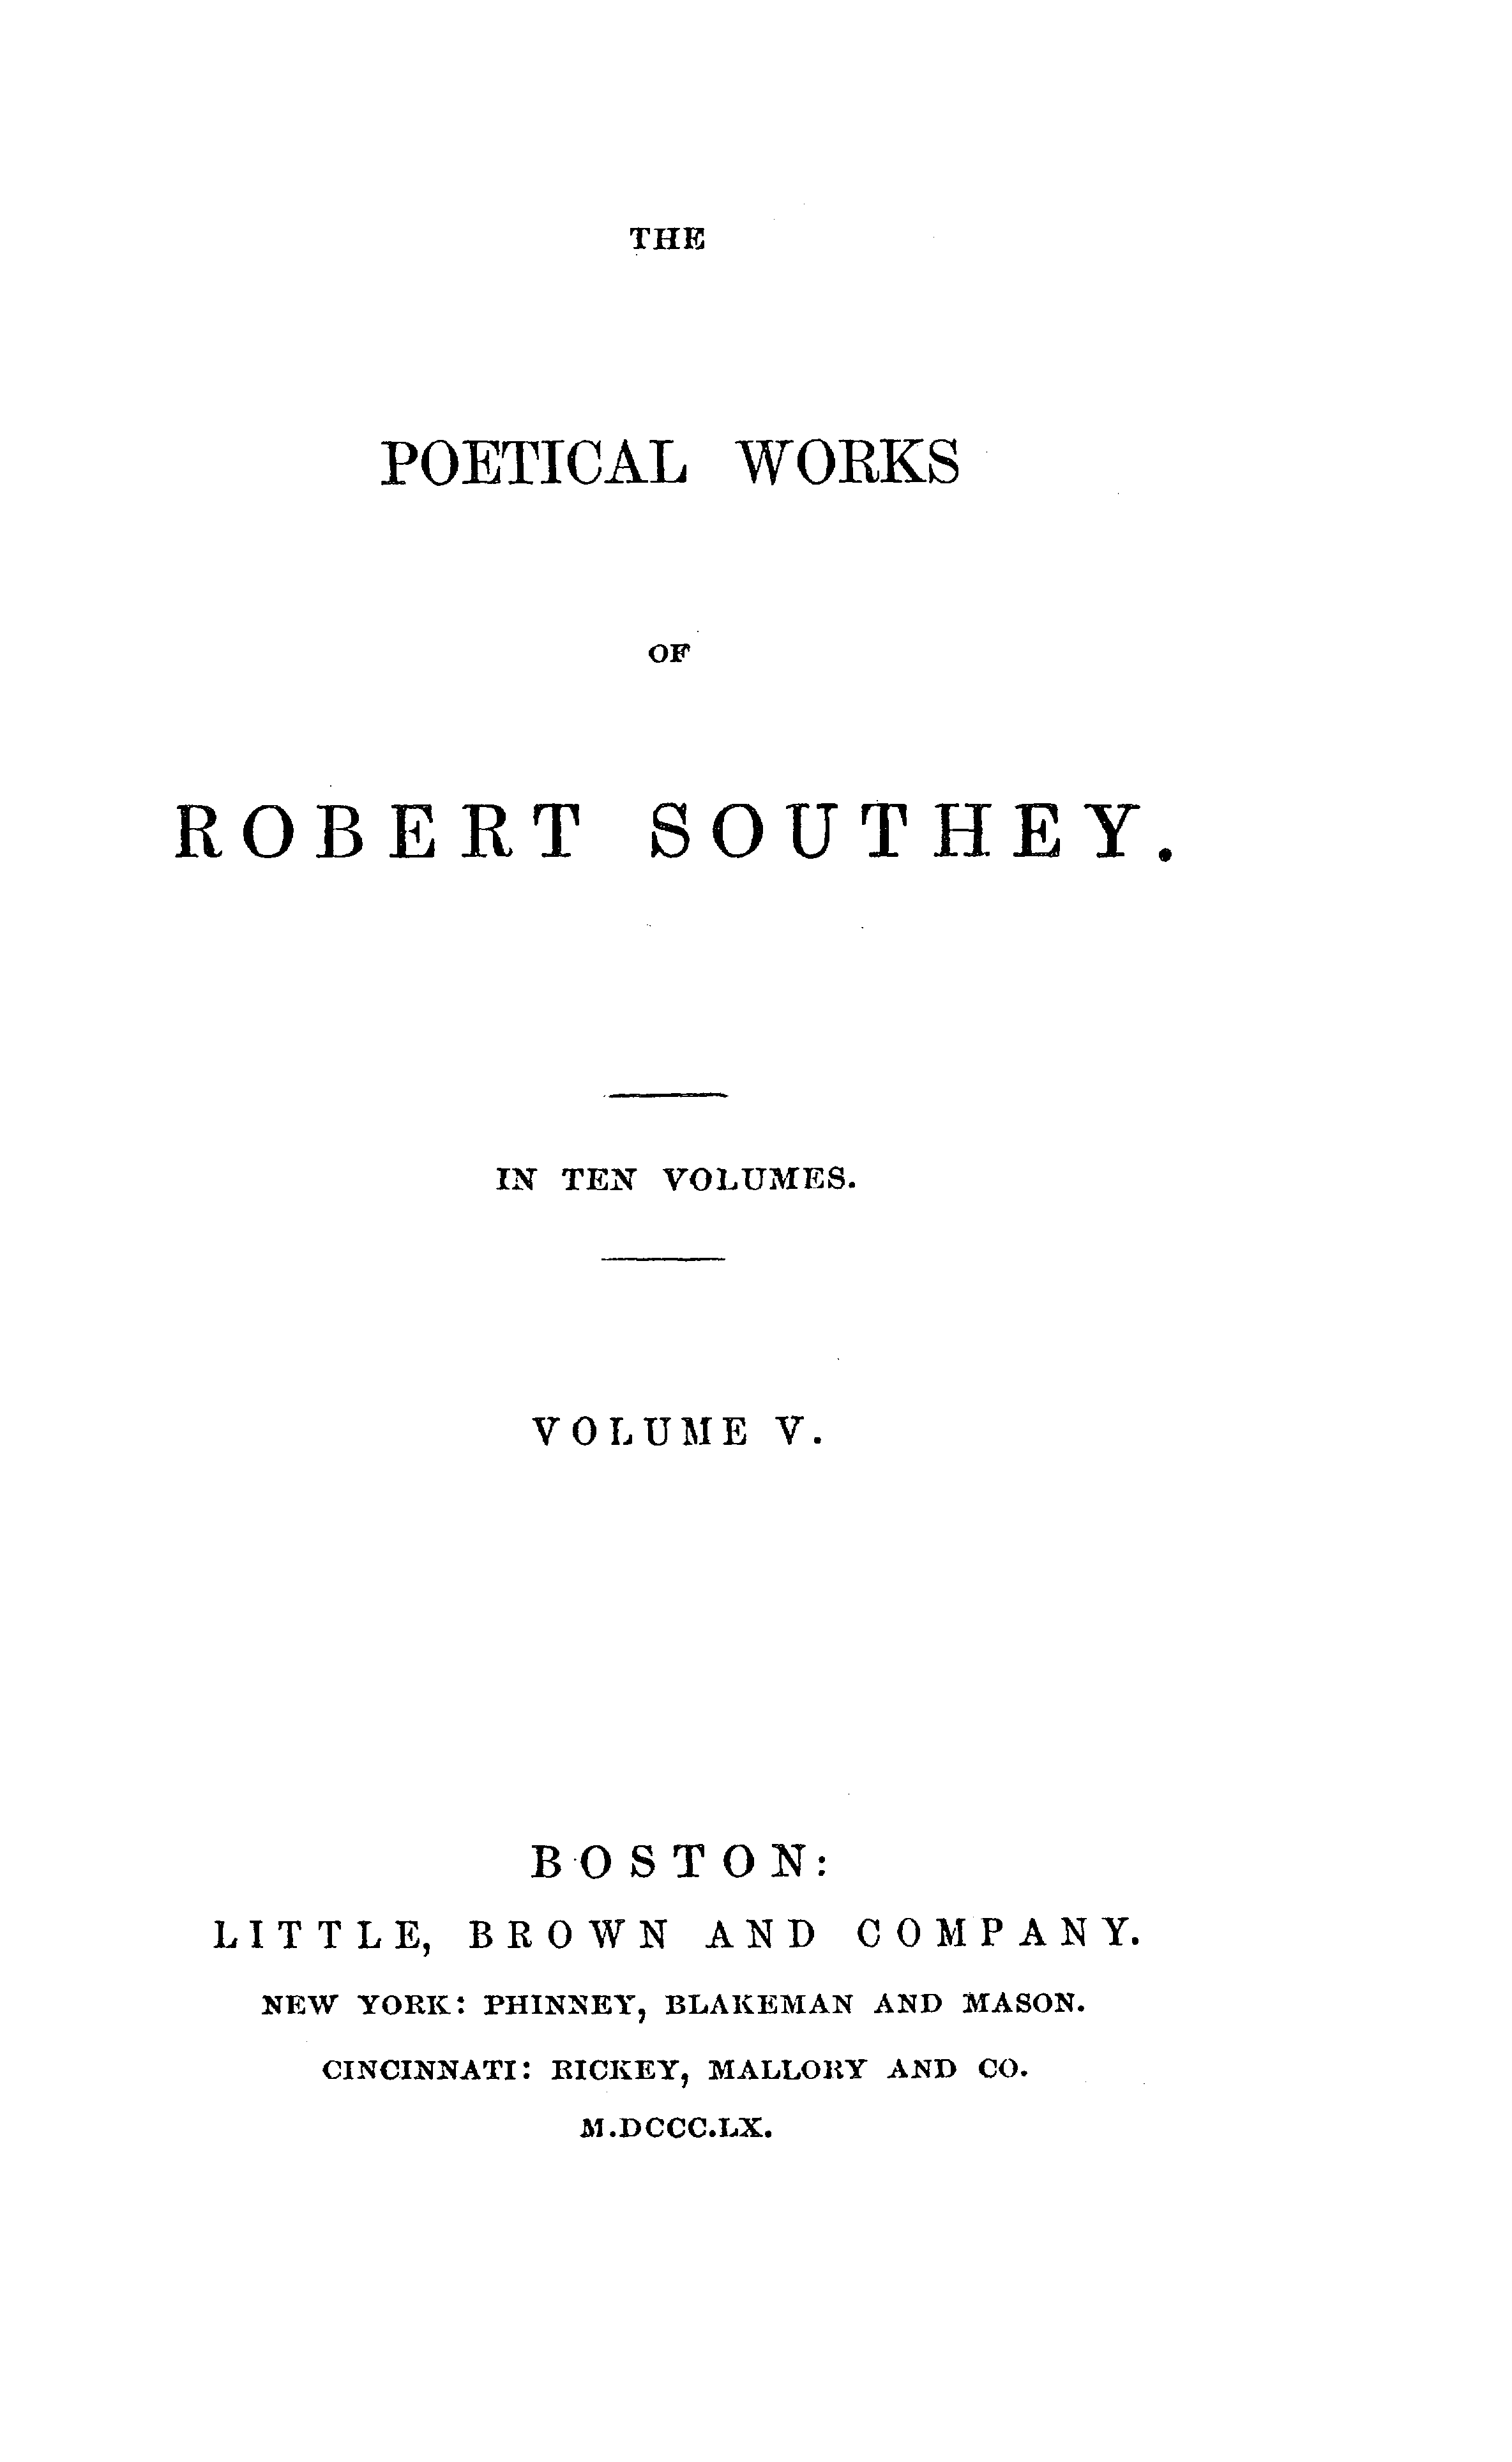 THE
POETICAL WORKS
OF
ROBERT SOUTHEY.
IN TEN VOLUMES.
VOLUME V.
BOSTON:
LITTLE, BROWN AND COMPANY.
NEW YORK: PHINNEY, BLAKEMAN AND MASON.
CINCINNATI: RICKEY, MALLORY AND CO.
M.DCCC.LX.